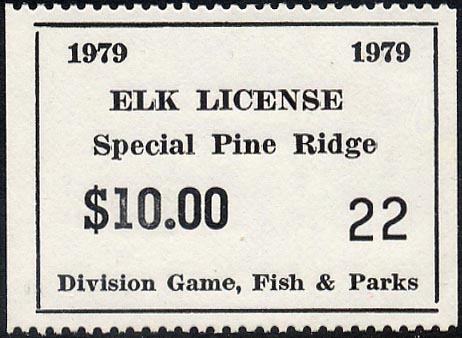 1979 1979
ELK LICENSE
Special Pine Ridge
$10.00 22
Division Game, Fish & Parks